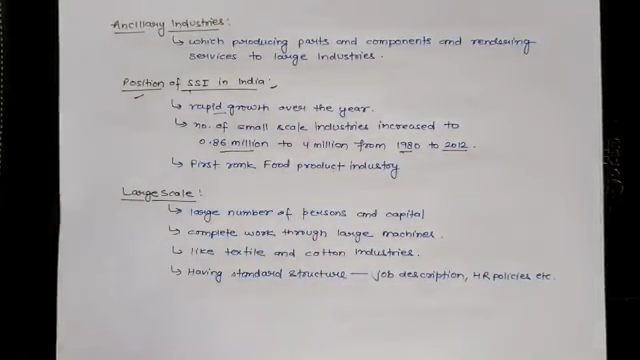 Ancillary Industries:
↳ which producing parts and components and rendering
services to large Industries.
Position of SSI in India:
↳ rapid growth over the year.
↳ no. of small scale Industries increased to
0.86 million to 4 million from 1980 to 2012.
↳ First rank Food product industry
Large Scale:
↳ large number of persons and capital
↳ complete work through large machines.
↳ like textile and cotton Industries.
↳ Having standard structure — job description, HR policies etc.